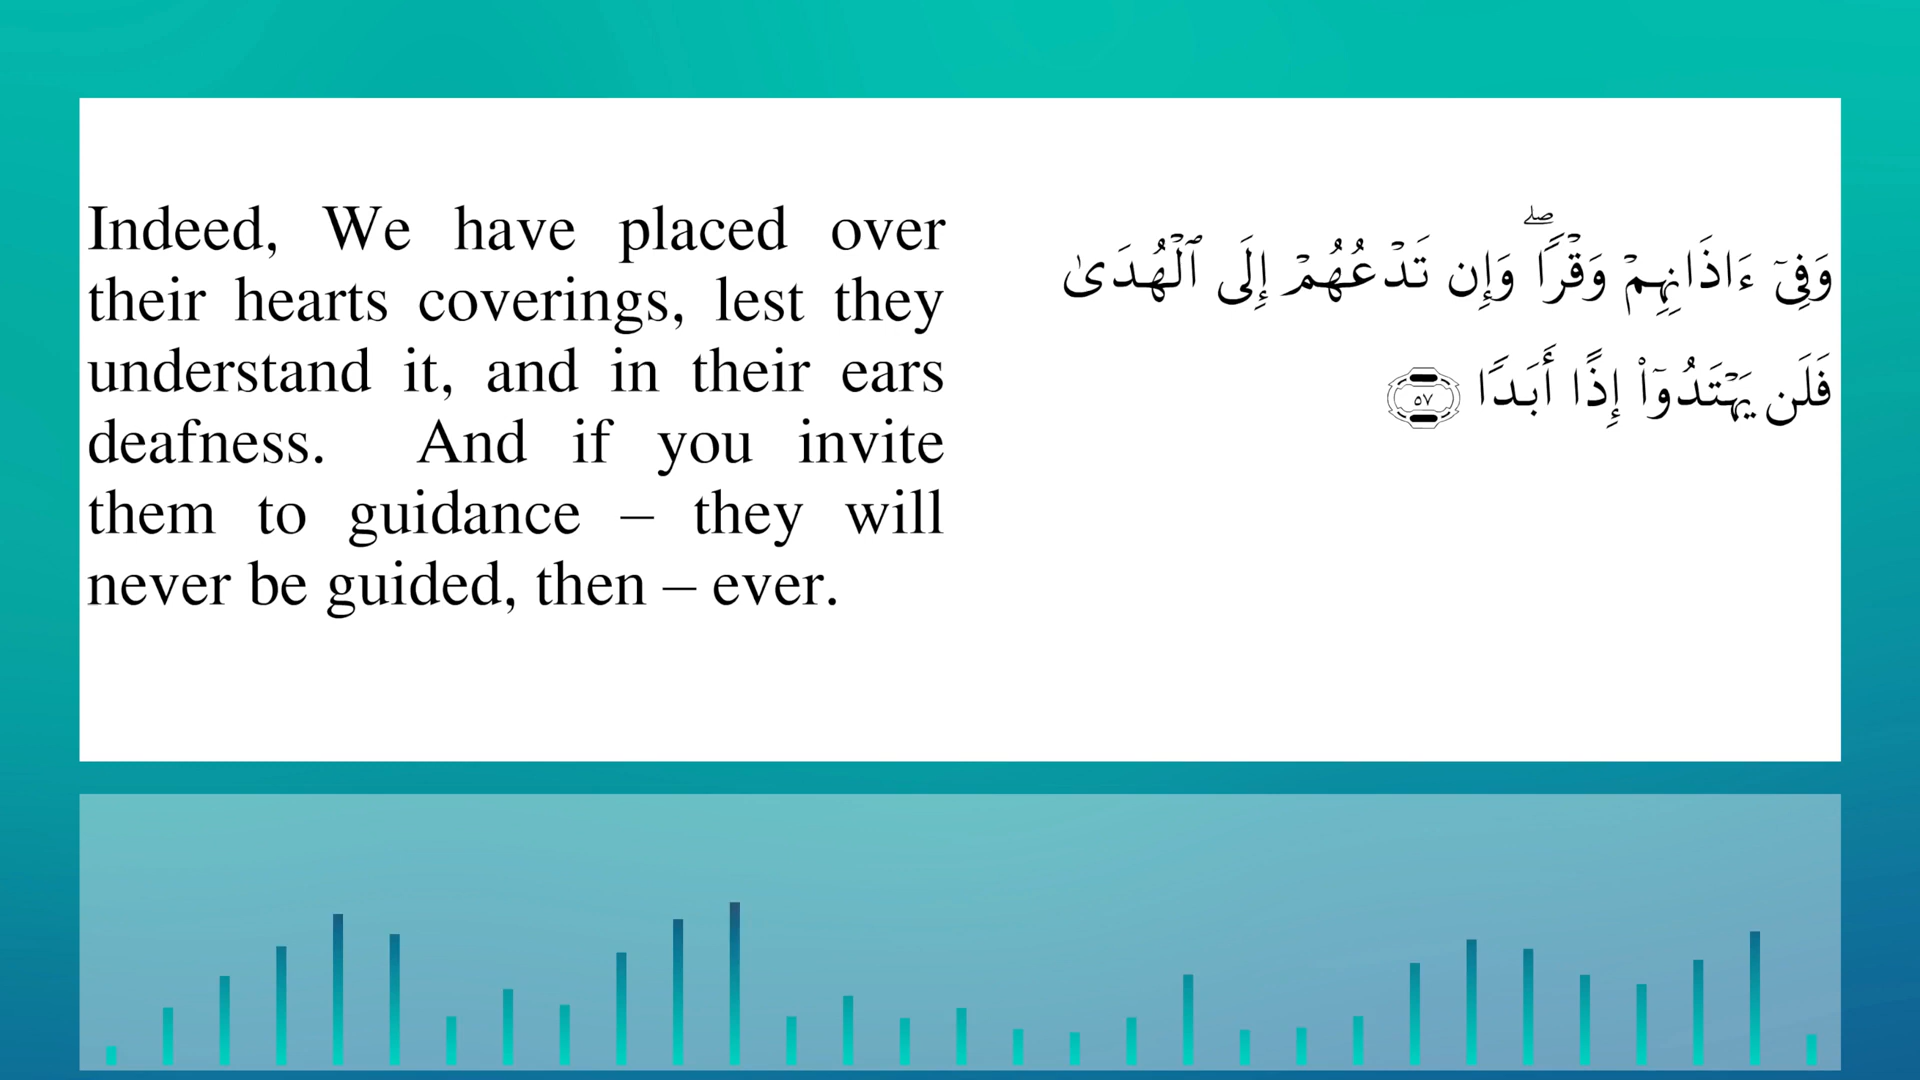 Indeed, We have placed over
their hearts coverings, lest they
understand it, and in their ears
deafness. And if you invite
them to guidance – they will
never be guided, then – ever.
وَفِيٓ ءَاذَانِهِمۡ وَقۡرٗاۖ وَإِن تَدۡعُهُمۡ إِلَى ٱلۡهُدَىٰ
فَلَن يَهۡتَدُوٓاْ إِذًا أَبَدٗا ٥٧